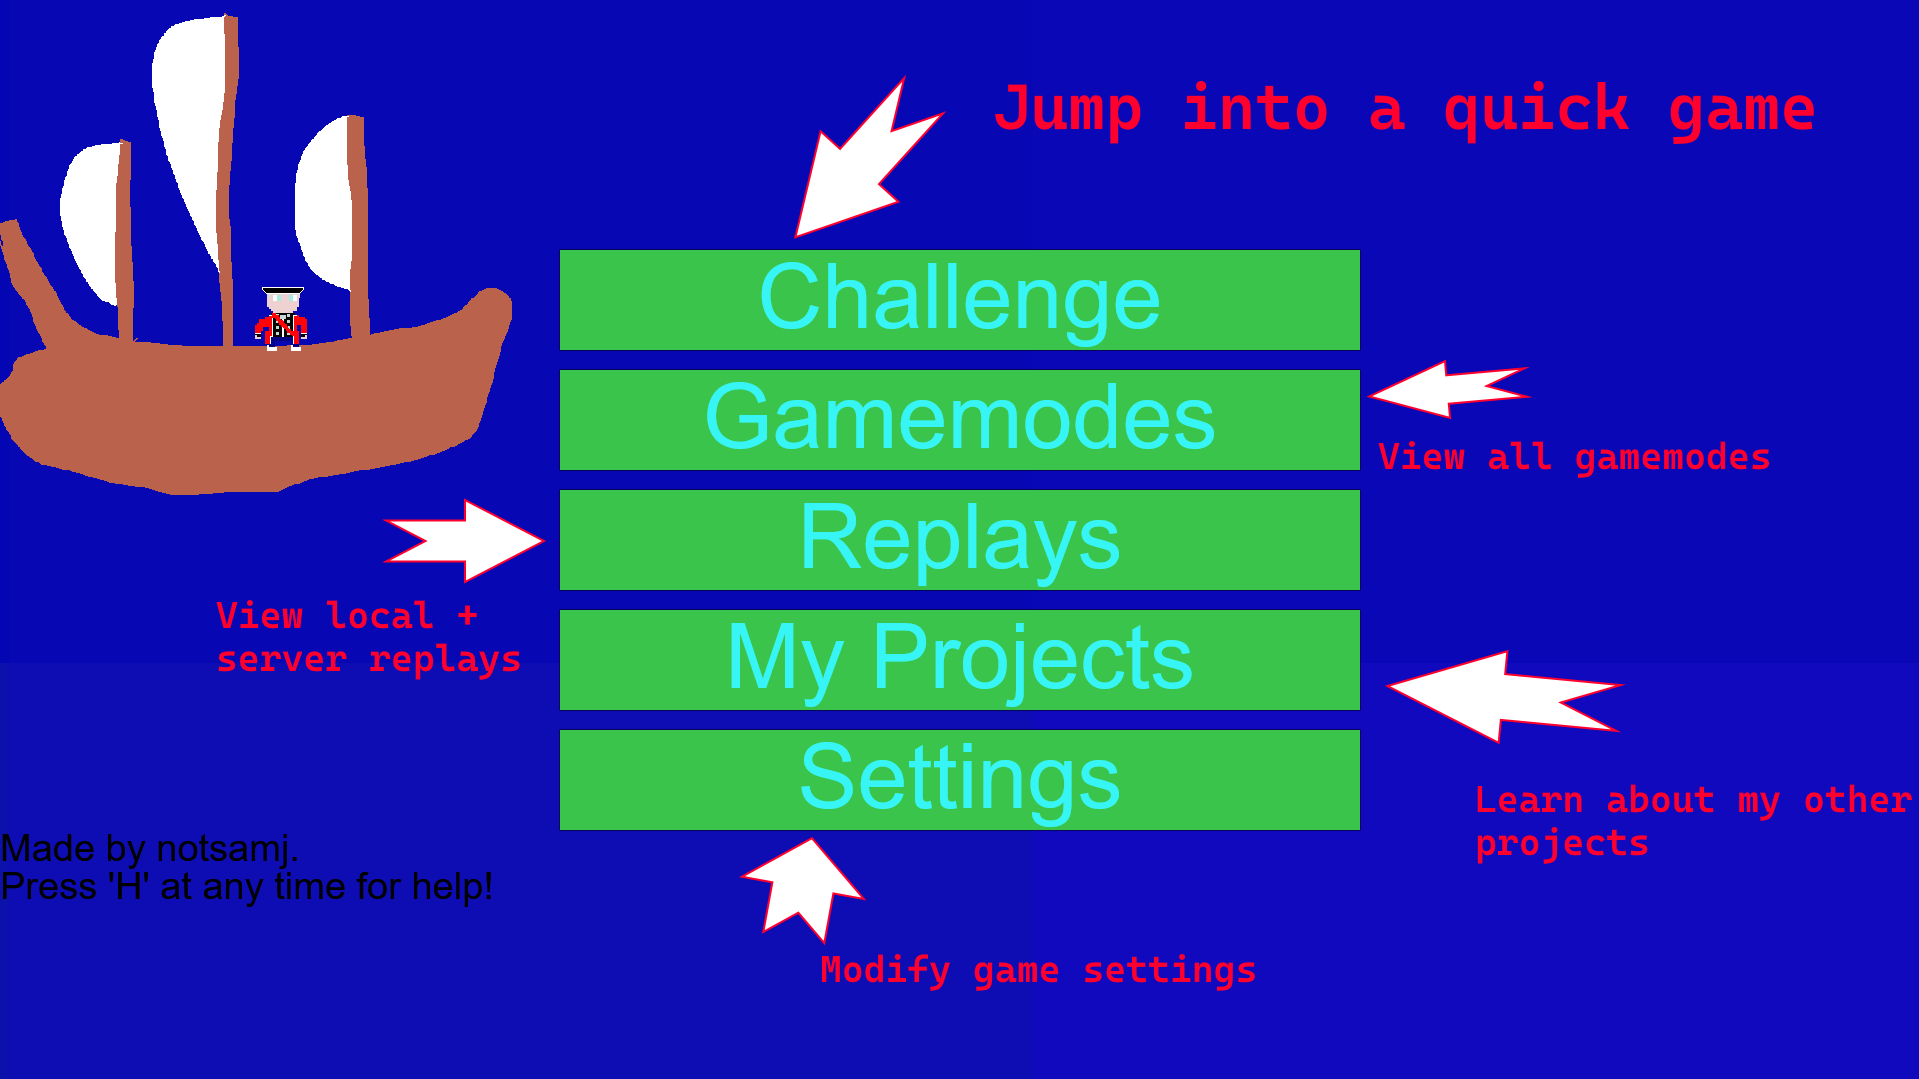 Jump into a quick game
Challenge
Gamemodes
View all gamemodes
Replays
View local +
server replays
My Projects
Settings
Learn about my other
projects
Made by notsamj.
Press 'H' at any time for help!
Modify game settings